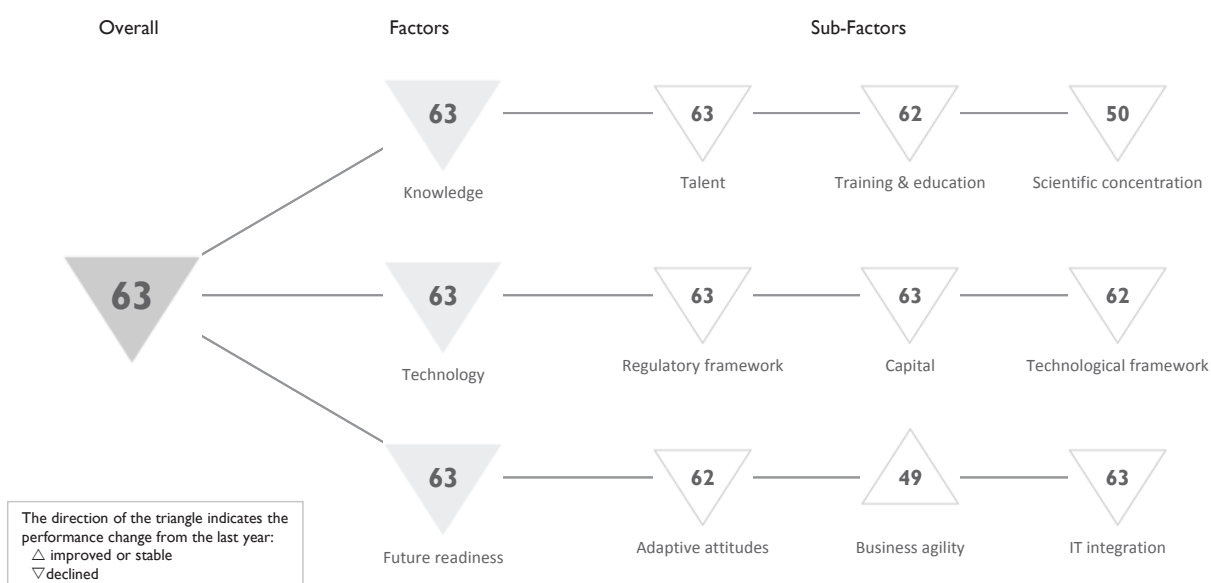 Overall Factors Sub-Factors
63 63 62 50
Knowledge Talent Training & education Scientific concentration
63 63 63 63 62
Technology Regulatory framework Capital Technological framework
63 62 49 63
Future readiness Adaptive attitudes Business agility IT integration
The direction of the triangle indicates the
performance change from the last year:
△ improved or stable
▽ declined